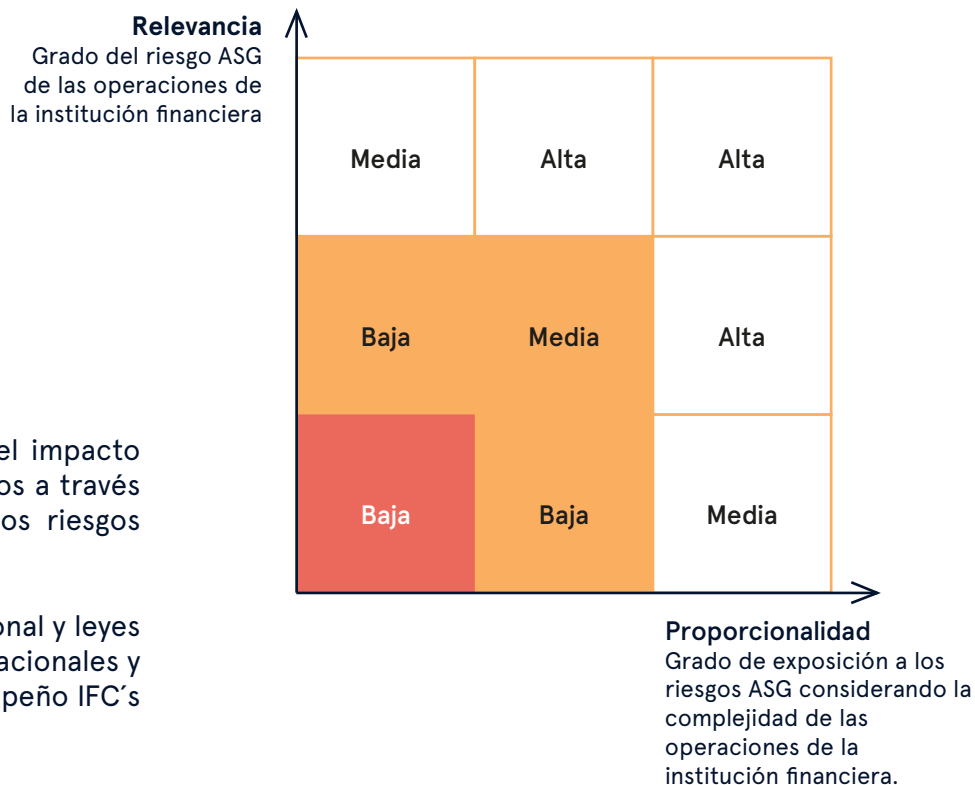 Relevancia
Grado del riesgo ASG
de las operaciones de
la institución financiera
Media
Alta
Alta
Baja
Media
Alta
Baja
Baja
Media
el impacto
os a través
os riesgos
onal y leyes
acionales y
peño IFC´s
Proporcionalidad
Grado de exposición a los
riesgos ASG considerando la
complejidad de las
operaciones de la
institución financiera.